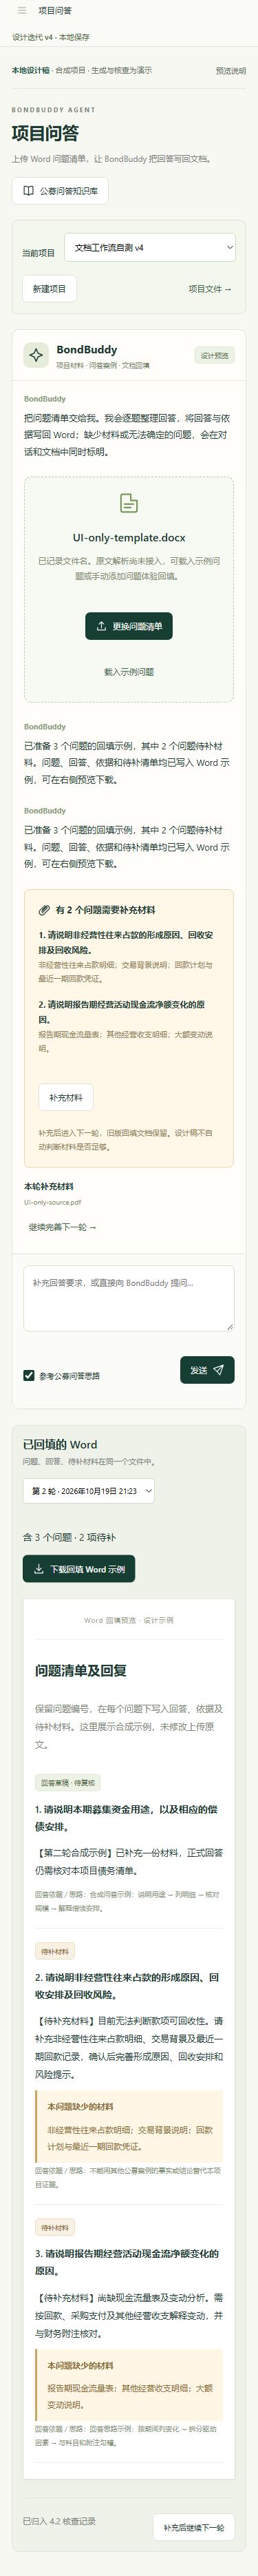 项目问答
设计迭代 v4 · 本地保存
本地设计稿 · 合成项目 · 生成与核查为演示
预览说明
BONDBUDDY AGENT
项目问答
上传 Word 问题清单，让 BondBuddy 把回答写回文档。
公募问答知识库
当前项目
文档工作流自测 v4
新建项目
项目文件 →
BondBuddy
项目材料 · 问答案例 · 文档回填
设计预览
BondBuddy
把问题清单交给我。我会逐题整理回答，将回答与依
据写回 Word；缺少材料或无法确定的问题，会在对
话和文档中同时标明。
UI-only-template.docx
已记录文件名。原文解析尚未接入，可载入示例问
题或手动添加问题体验回填。
更换问题清单
载入示例问题
BondBuddy
已准备 3 个问题的回填示例，其中 2 个问题待补材
料。问题、回答、依据和待补清单均已写入 Word 示
例，可在右侧预览下载。
BondBuddy
已准备 3 个问题的回填示例，其中 2 个问题待补材
料。问题、回答、依据和待补清单均已写入 Word 示
例，可在右侧预览下载。
有 2 个问题需要补充材料
1. 请说明非经营性往来占款的形成原因、回收安
排及回收风险。
非经营性往来占款明细；交易背景说明；回款计划与
最近一期回款凭证。
2. 请说明报告期经营活动现金流净额变化的原
因。
报告期现金流量表；其他经营收支明细；大额变动说
明。
补充材料
补充后进入下一轮，旧版回填文档保留。设计稿不自
动判断材料是否足够。
本轮补充材料
UI-only-source.pdf
继续完善下一轮 →
补充回答要求，或直接向 BondBuddy 提问...
参考公募问答思路
发送
已回填的 Word
问题、回答、待补材料在同一个文件中。
第 2 轮 · 2026年10月19日 21:23
含 3 个问题 · 2 项待补
下载回填 Word 示例
Word 回填预览 · 设计示例
问题清单及回复
保留问题编号，在每个问题下写入回答、依据及
待补材料。这里展示合成示例，未修改上传原
文。
回答草稿 · 待复核
1. 请说明本期募集资金用途，以及相应的偿
债安排。
【第二轮合成示例】已补充一份材料，正式回答
仍需核对本项目债务清单。
回答依据 / 思路：合成问答示例：说明用途 → 列明细 → 核对
规模 → 解释偿债安排。
待补材料
2. 请说明非经营性往来占款的形成原因、回
收安排及回收风险。
【待补充材料】目前无法判断款项可回收性。请
补充非经营性往来占款明细、交易背景及最近一
期回款记录，确认后完善形成原因、回收安排和
风险提示。
本问题缺少的材料
非经营性往来占款明细；交易背景说明；回款
计划与最近一期回款凭证。
回答依据 / 思路：不能用其他公募案例的事实或结论替代本项
目证据。
待补材料
3. 请说明报告期经营活动现金流净额变化的
原因。
【待补充材料】尚缺现金流量表及变动分析。需
按回款、采购支付及其他经营收支解释变动，并
与财务附注核对。
本问题缺少的材料
报告期现金流量表；其他经营收支明细；大额
变动说明。
回答依据 / 思路：回答思路示例：按期间列变化 → 拆分驱动
因素 → 与科目和附注勾稽。
已归入 4.2 核查记录
补充后继续下一轮